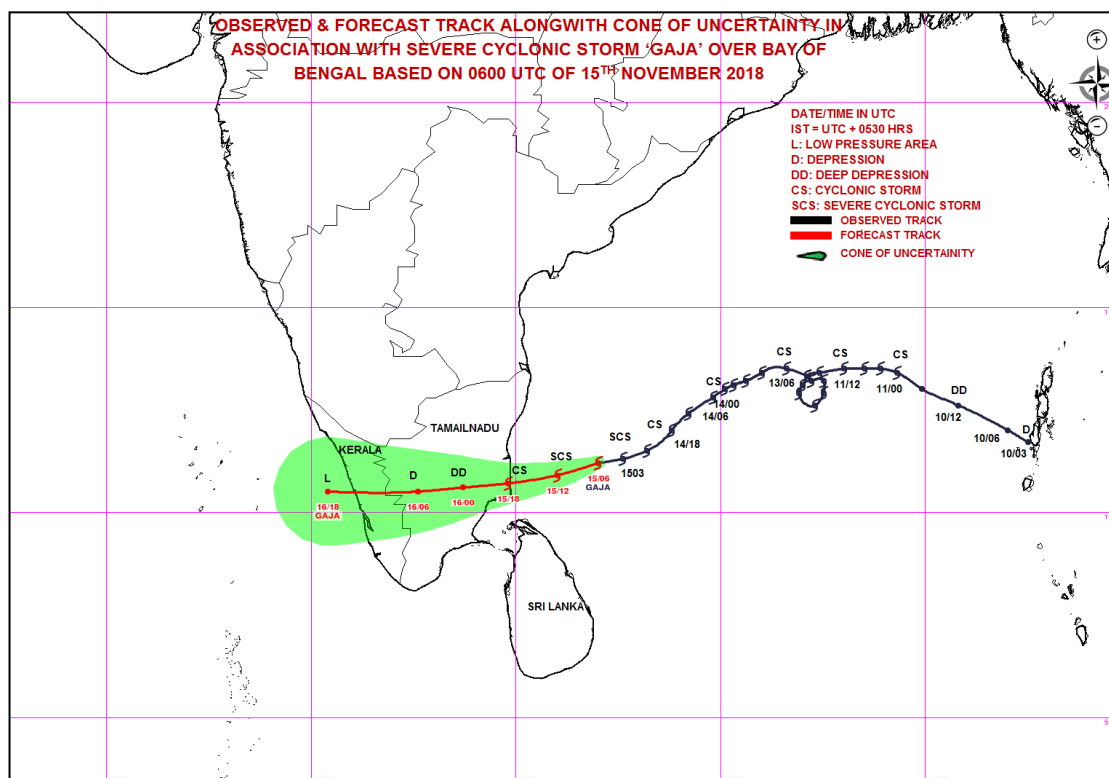 OBSERVED & FORECAST TRACK ALONGWITH CONE OF UNCERTAINTY IN
ASSOCIATION WITH SEVERE CYCLONIC STORM ‘GAJA’ OVER BAY OF
BENGAL BASED ON 0600 UTC OF 15TH NOVEMBER 2018
DATE/TIME IN UTC
IST = UTC + 0530 HRS
L: LOW PRESSURE AREA
D: DEPRESSION
DD: DEEP DEPRESSION
CS: CYCLONIC STORM
SCS: SEVERE CYCLONIC STORM
OBSERVED TRACK
FORECAST TRACK
CONE OF UNCERTAINITY
CS
CS
CS
13/06
11/12
11/00
CS
14/00
14/06
DD
10/12
10/06
D
10/03
TAMAILNADU
KERALA
CS
14/18
SCS
1503
SCS
15/06
GAJA
15/12
CS
15/18
DD
16/00
D
16/06
L
16/18
GAJA
SRI LANKA
2
1
1
5